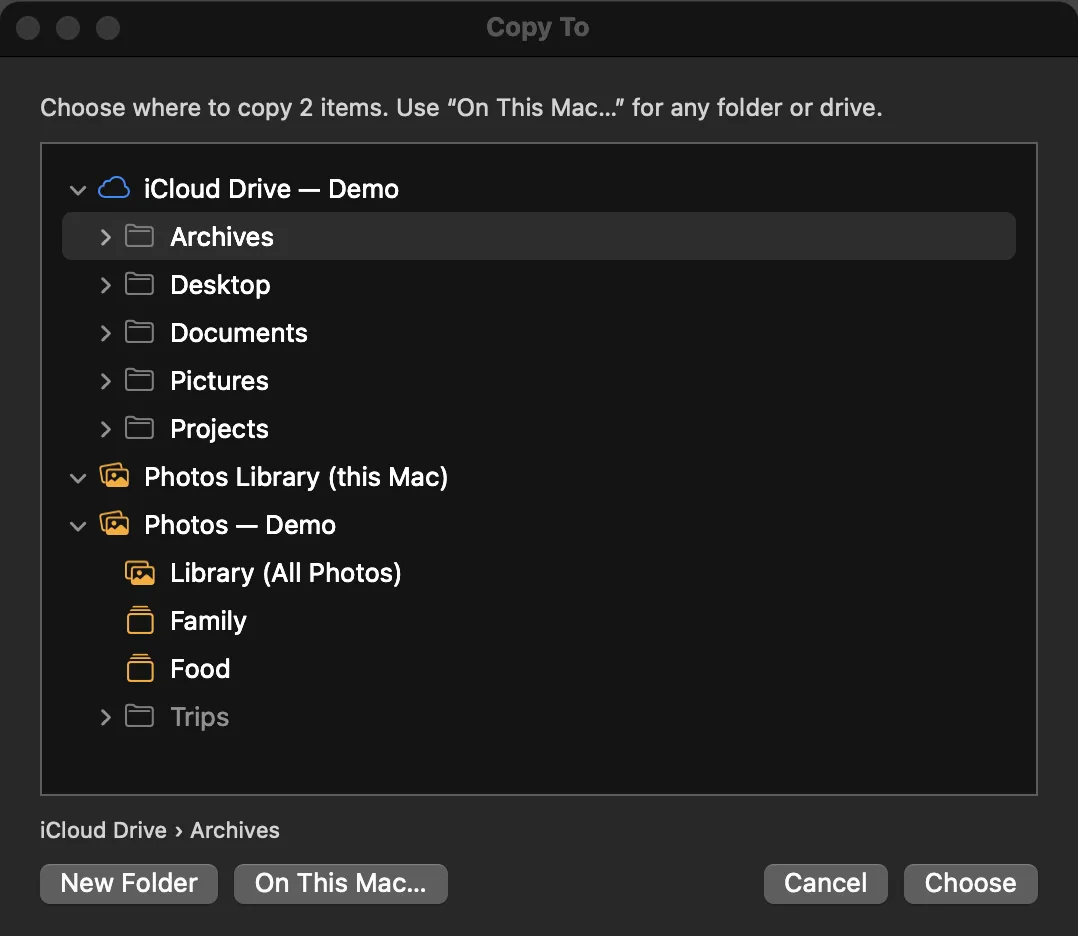 Copy To
Choose where to copy 2 items. Use “On This Mac…” for any folder or drive.
iCloud Drive — Demo
Archives
Desktop
Documents
Pictures
Projects
Photos Library (this Mac)
Photos — Demo
Library (All Photos)
Family
Food
Trips
iCloud Drive › Archives
New Folder
On This Mac…
Cancel
Choose